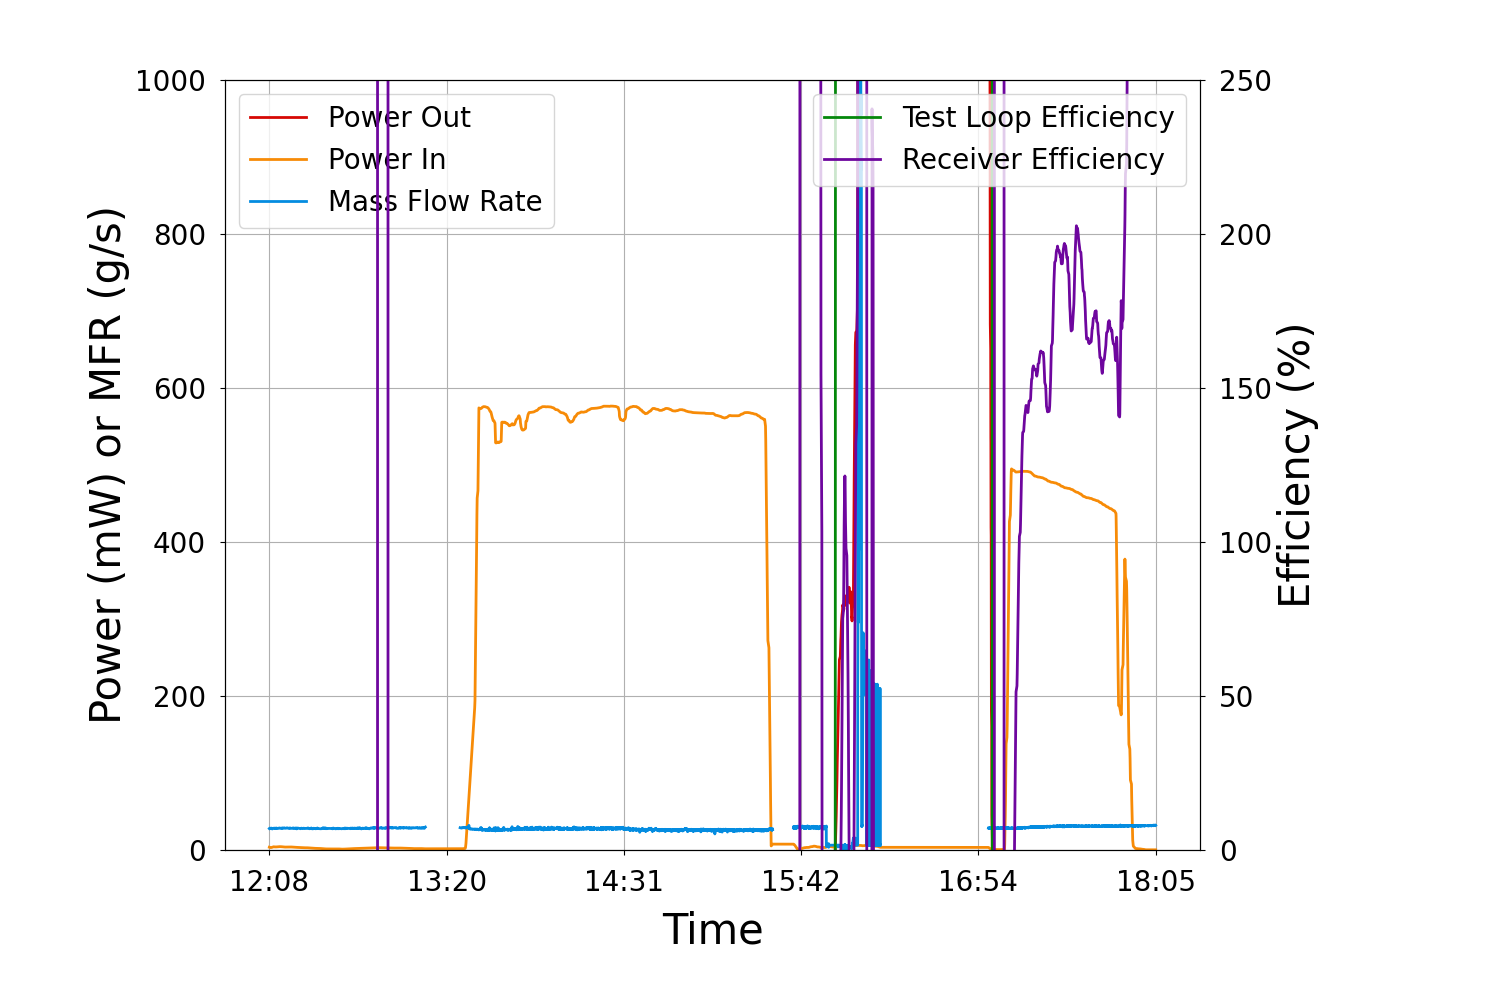 1000
800
600
400
200
0
Power (mW) or MFR (g/s)
Power Out
Power In
Mass Flow Rate
Test Loop Efficiency
Receiver Efficiency
250
200
150
100
50
0
Efficiency (%)
12:08
13:20
14:31
15:42
16:54
18:05
Time